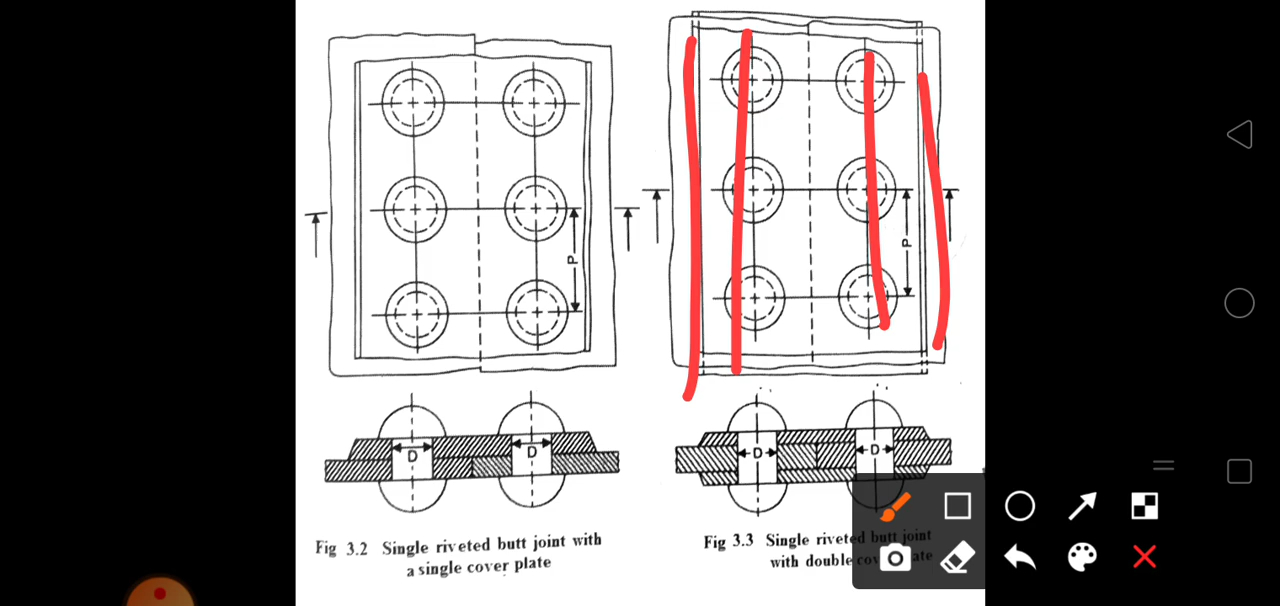 P
P
D
D
D
D
Fig 3.2 Single riveted butt joint with
a single cover plate
Fig 3.3 Single riveted butt joint
with double